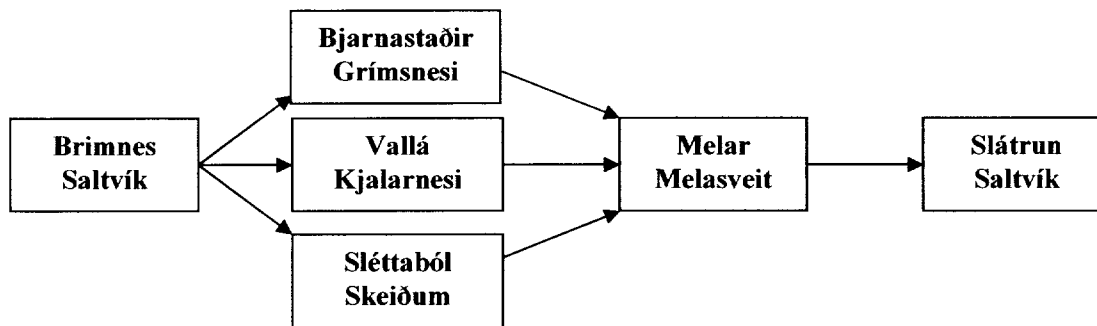 Brimnes
Saltvík
Bjarnastaðir
Grímsnesi
Vallá
Kjalarnesi
Sléttaból
Skeiðum
Melar
Melasveit
Slátrun
Saltvík